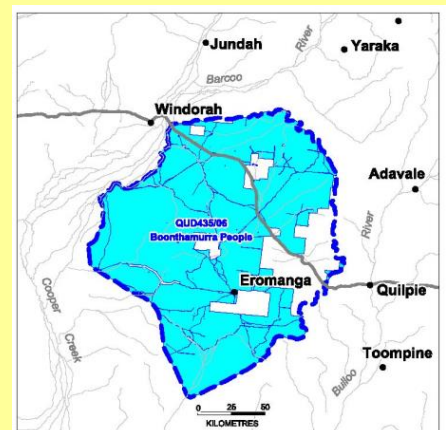 Jundah
River
Yaraka
Barcoo
Windorah
Adavale
QUD435/06
Boonthamurra People
River
Eromanga
Quilpie
Cooper
Creek
Toompine
Bulloo
0 25 50
KILOMETRES